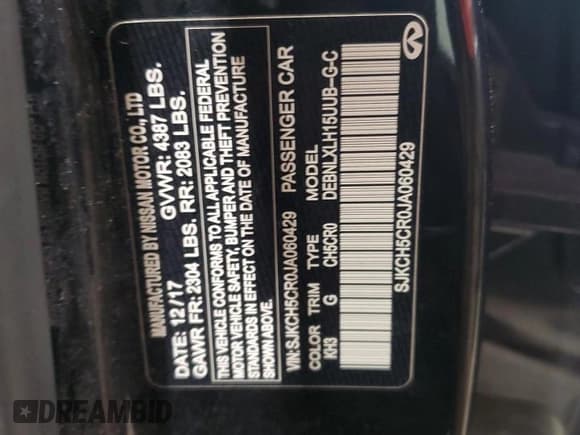 MANUFACTURED BY NISSAN MOTOR CO., LTD
DATE: 12/17 GVWR: 4387 LBS.
GAWR FR: 2304 LBS. RR: 2083 LBS.
THIS VEHICLE CONFORMS TO ALL APPLICABLE FEDERAL
MOTOR VEHICLE SAFETY, BUMPER AND THEFT PREVENTION
STANDARDS IN EFFECT ON THE DATE OF MANUFACTURE
SHOWN ABOVE.
VIN: SJKCH5CR0JA060429 PASSENGER CAR
COLOR TRIM TYPE MODEL
KH3 G CH5CR0 DEBNLXLH15UUB-G-C
SJKCH5CR0JA060429
DREAMBID